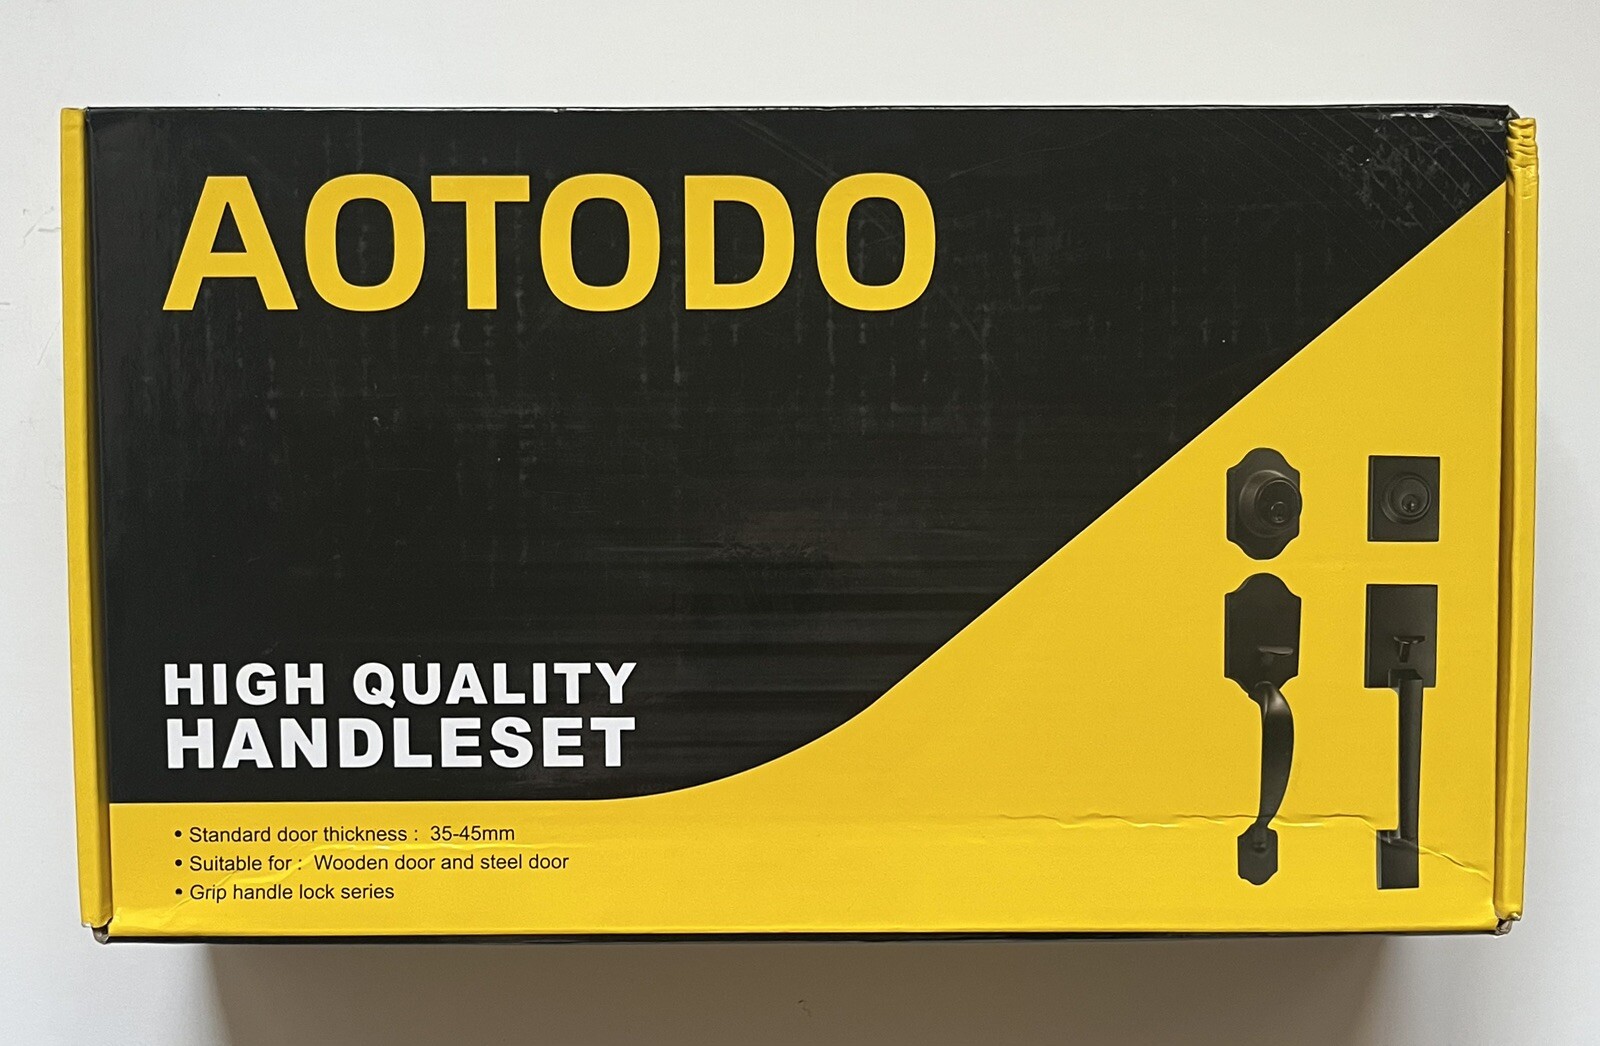 AOTODO
HIGH QUALITY
HANDLESET
• Standard door thickness : 35-45mm
• Suitable for : Wooden door and steel door
• Grip handle lock series